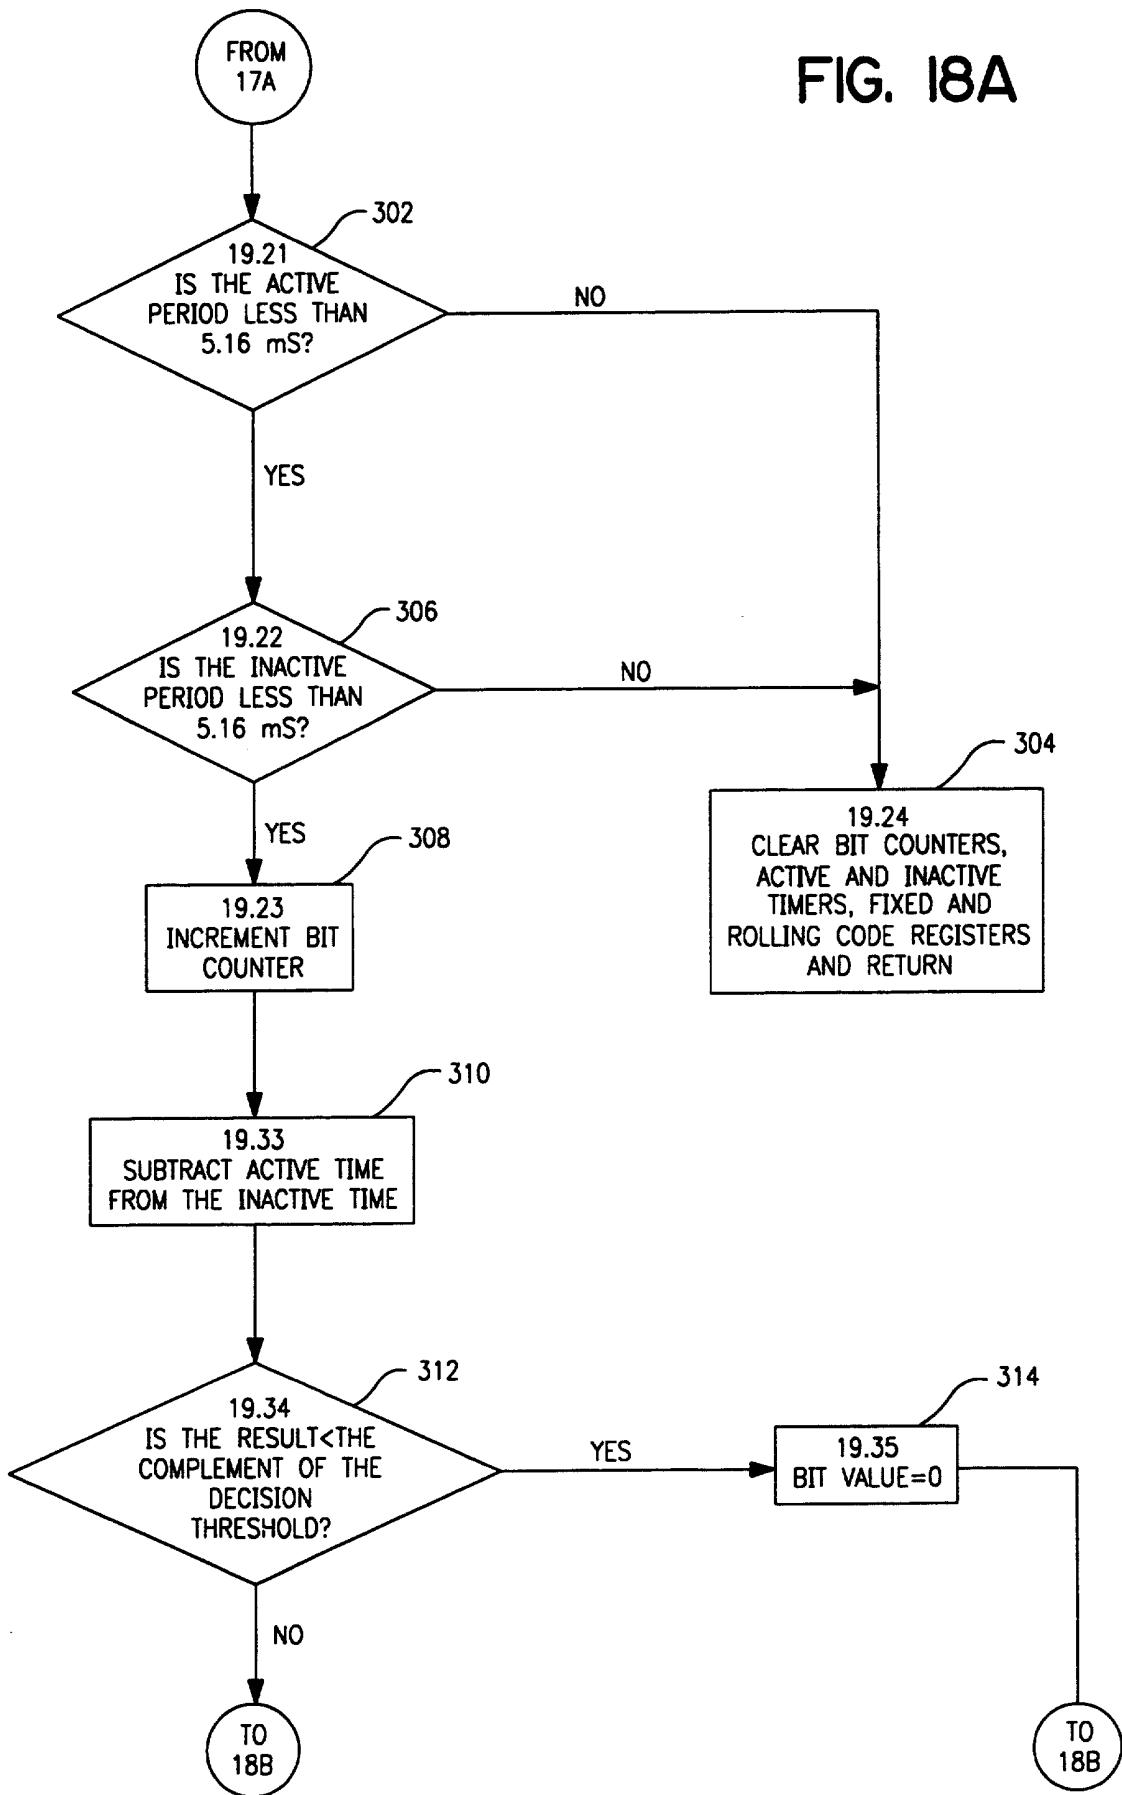 FROM
17A
FIG. 18A
302
19.21
IS THE ACTIVE
PERIOD LESS THAN
5.16 mS?
NO
YES
306
19.22
IS THE INACTIVE
PERIOD LESS THAN
5.16 mS?
NO
304
19.24
CLEAR BIT COUNTERS,
ACTIVE AND INACTIVE
TIMERS, FIXED AND
ROLLING CODE REGISTERS
AND RETURN
YES
308
19.23
INCREMENT BIT
COUNTER
310
19.33
SUBTRACT ACTIVE TIME
FROM THE INACTIVE TIME
312
19.34
IS THE RESULT<THE
COMPLEMENT OF THE
DECISION
THRESHOLD?
YES
314
19.35
BIT VALUE=0
NO
TO
18B
TO
18B